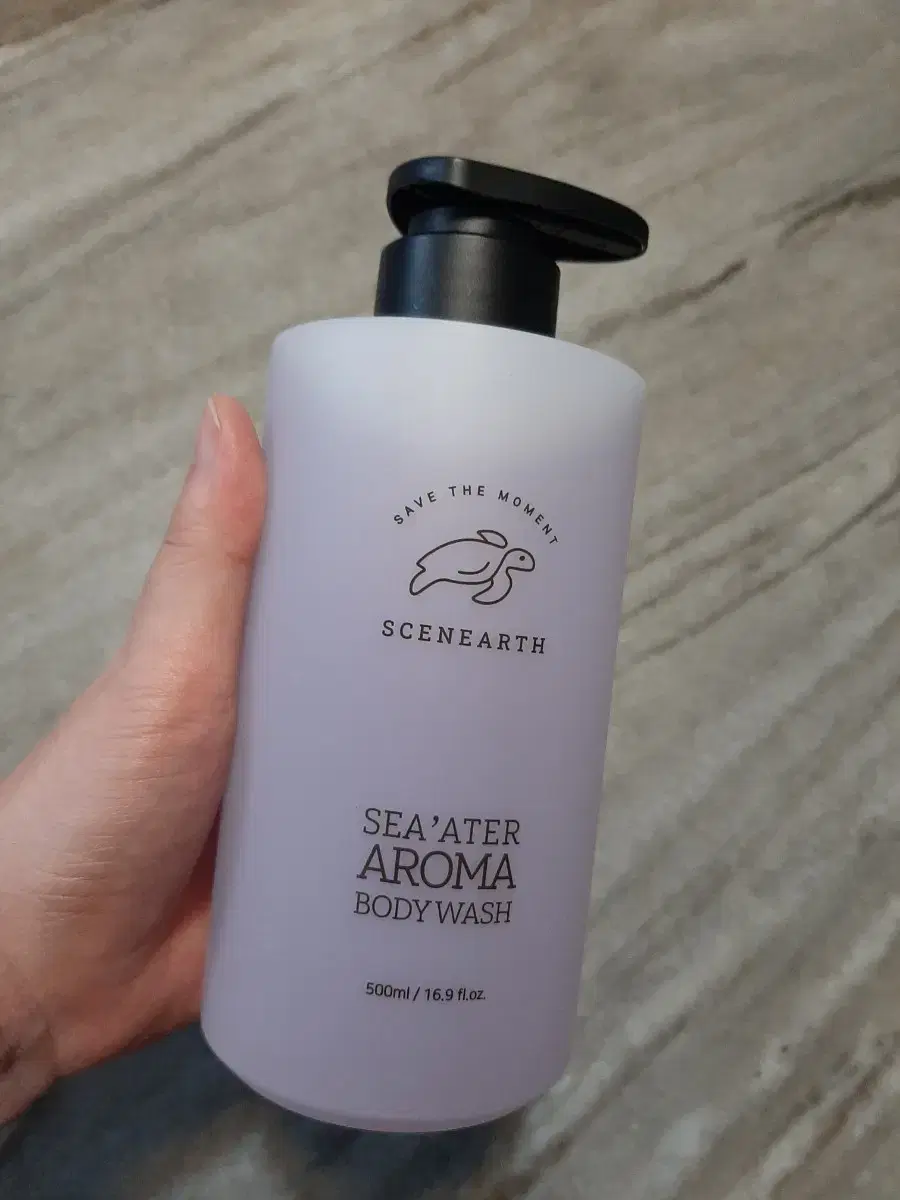 SAVE THE MOMENT
SCENEARTH
SEA'ATER
AROMA
BODY WASH
500ml / 16.9 fl.oz.